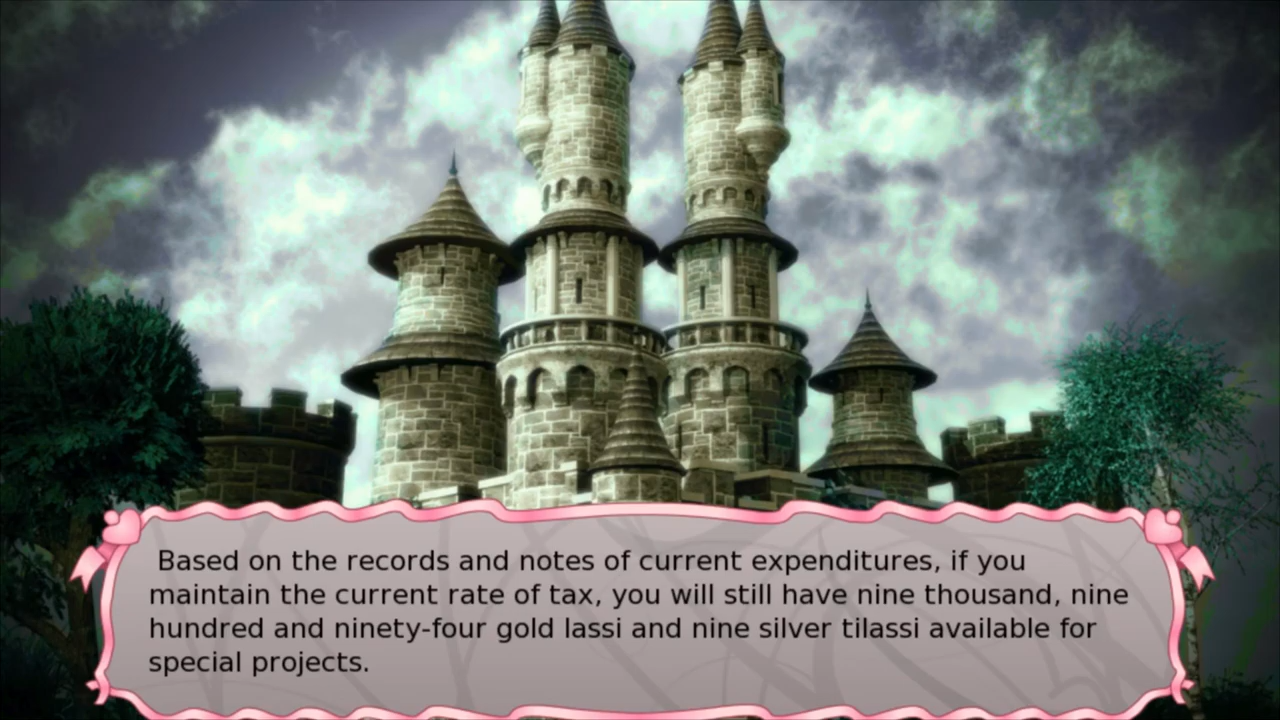 Based on the records and notes of current expenditures, if you
maintain the current rate of tax, you will still have nine thousand, nine
hundred and ninety-four gold lassi and nine silver tilassi available for
special projects.